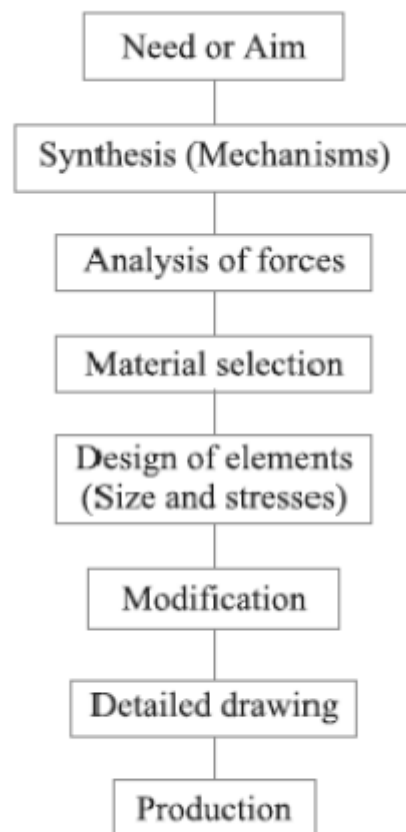 Need or Aim
Synthesis (Mechanisms)
Analysis of forces
Material selection
Design of elements
(Size and stresses)
Modification
Detailed drawing
Production